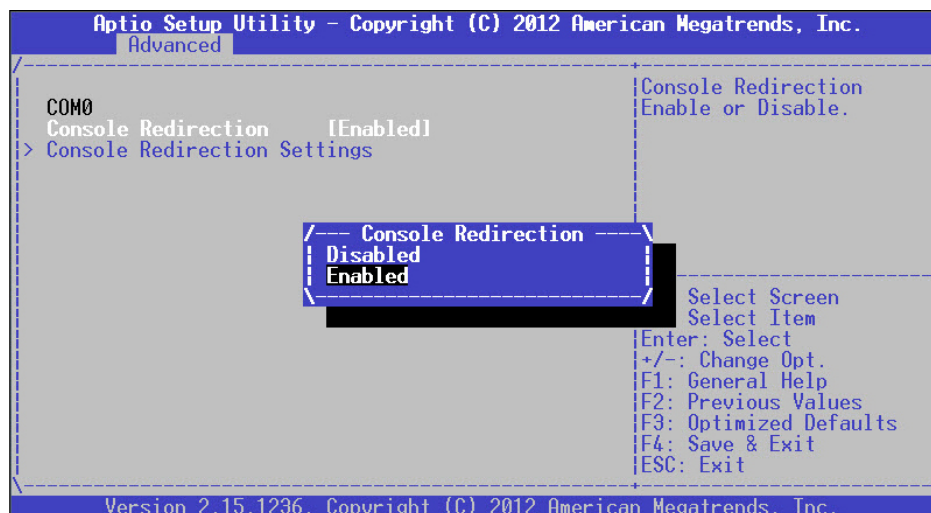 Aptio Setup Utility - Copyright (C) 2012 American Megatrends, Inc.
Advanced
COM0
Console Redirection [Enabled]
> Console Redirection Settings
Console Redirection
Enable or Disable.
/--- Console Redirection ----\
Disabled
Enabled
Select Screen
Select Item
Enter: Select
+/-: Change Opt.
F1: General Help
F2: Previous Values
F3: Optimized Defaults
F4: Save & Exit
ESC: Exit
Version 2.15.1236. Copyright (C) 2012 American Megatrends, Inc.